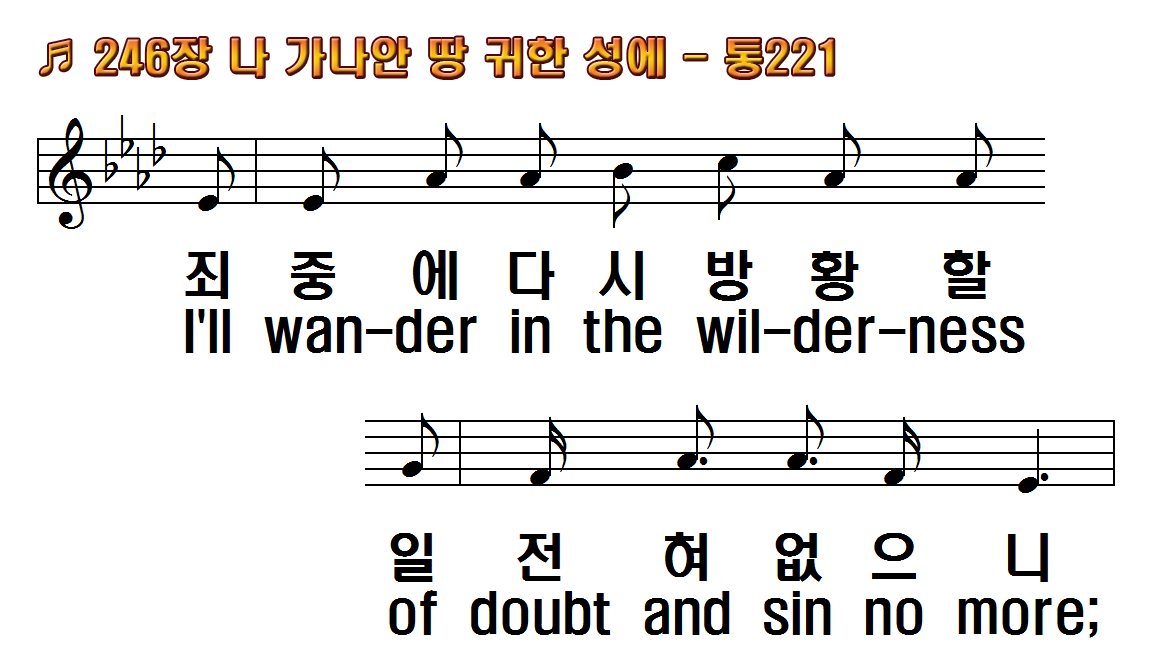 ♬ 246장 나 가나안 땅 귀한 성에 - 통221
죄 중 에 다 시 방 황 할
I'll wan-der in the wil-der-ness
일 전 혀 없 으 니
of doubt and sin no more;